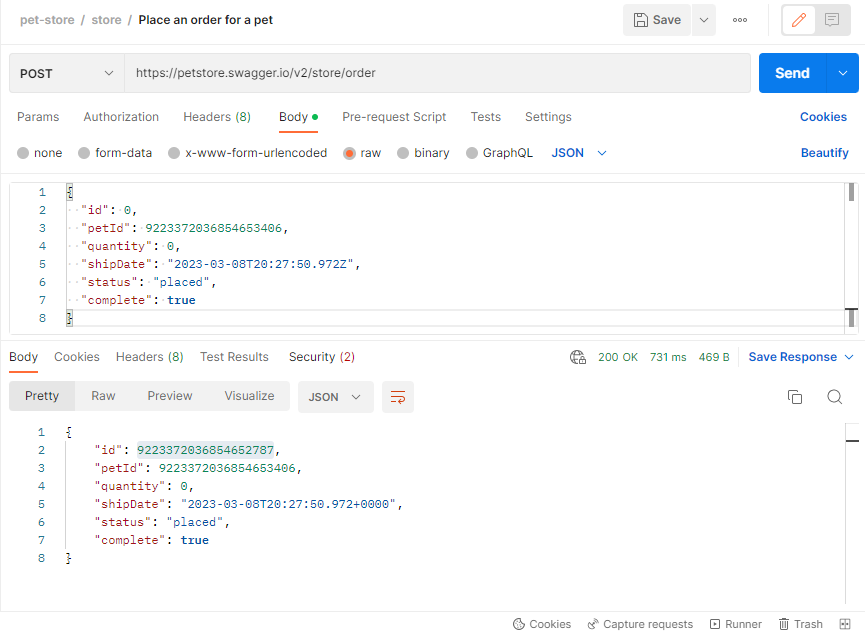 pet-store / store / Place an order for a pet
Save
POST
https://petstore.swagger.io/v2/store/order
Send
Params Authorization Headers (8) Body Pre-request Script Tests Settings Cookies
none form-data x-www-form-urlencoded raw binary GraphQL JSON Beautify
1 {
2 "id": 0,
3 "petId": 9223372036854653406,
4 "quantity": 0,
5 "shipDate": "2023-03-08T20:27:50.972Z",
6 "status": "placed",
7 "complete": true
8 }
Body Cookies Headers (8) Test Results Security (2) 200 OK 731 ms 469 B Save Response
Pretty Raw Preview Visualize JSON
1 {
2 "id": 9223372036854652787,
3 "petId": 9223372036854653406,
4 "quantity": 0,
5 "shipDate": "2023-03-08T20:27:50.972+0000",
6 "status": "placed",
7 "complete": true
8 }
Cookies Capture requests Runner Trash